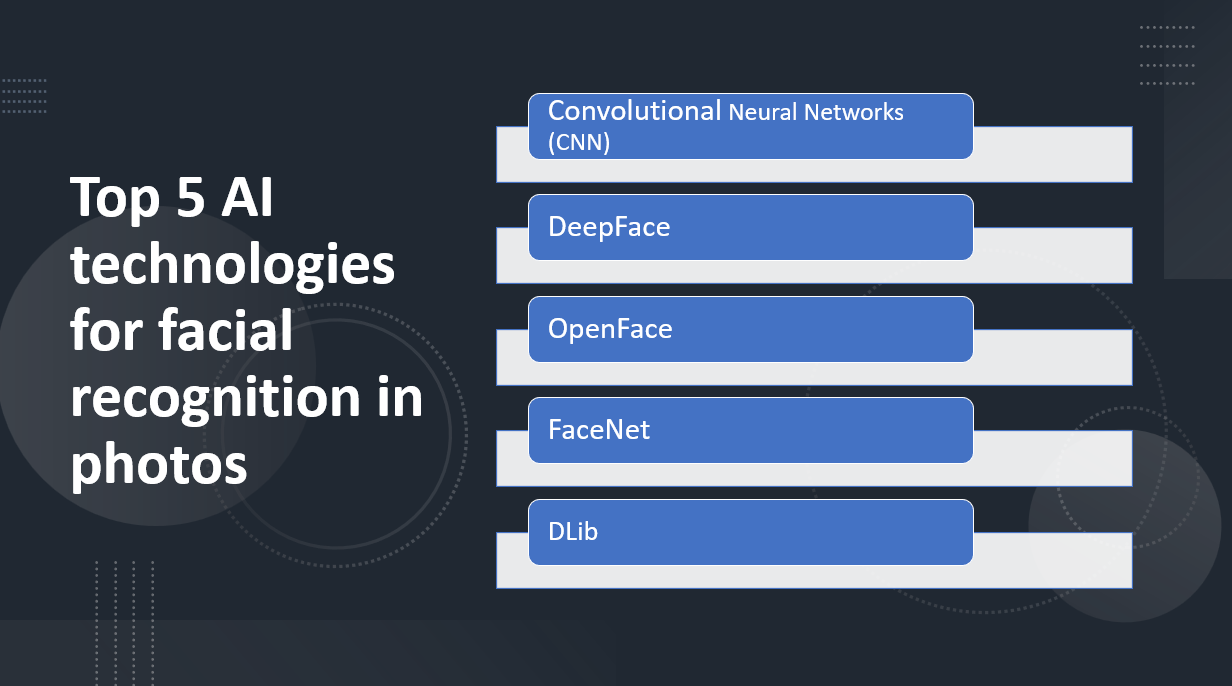 Top 5 AI
technologies
for facial
recognition in
photos
Convolutional Neural Networks
(CNN)
DeepFace
OpenFace
FaceNet
DLib